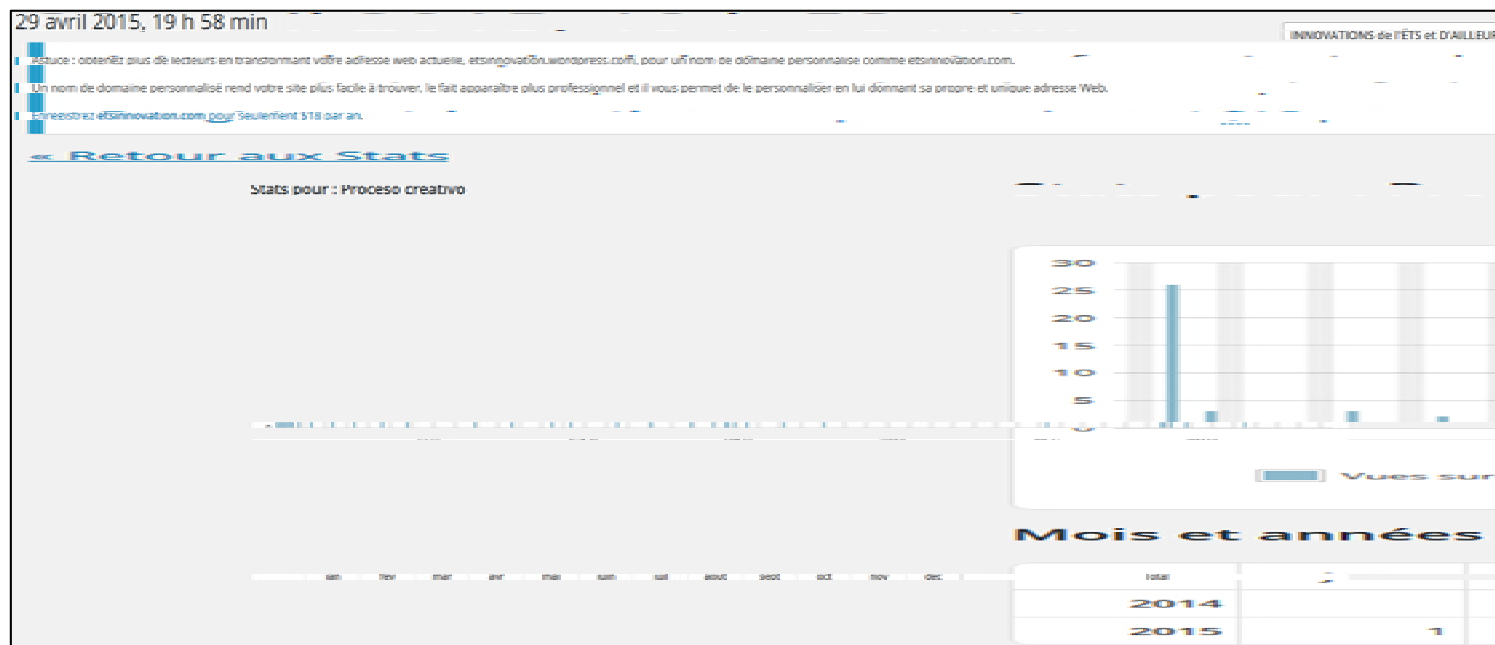 29 avril 2015, 19 h 58 min
INNOVATIONS de l'ÉTS et D'AILLEUR
Astuce : obtenez plus de lecteurs en transformant votre adresse web actuelle, etsinnovation.wordpress.com, pour un nom de domaine personnalisé comme etsinnovation.com.
Un nom de domaine personnalisé rend votre site plus facile à trouver, le fait apparaître plus professionnel et il vous permet de le personnaliser en lui donnant sa propre et unique adresse Web.
Enregistrez etsinnovation.com pour seulement $18 par an.
« Retour aux Stats
Stats pour : Proceso creativo
30
25
20
15
10
5
0
Vues sur
Mois et années
jan fév mar avr mai juin juil août sept oct nov déc Total
2014
2015 1